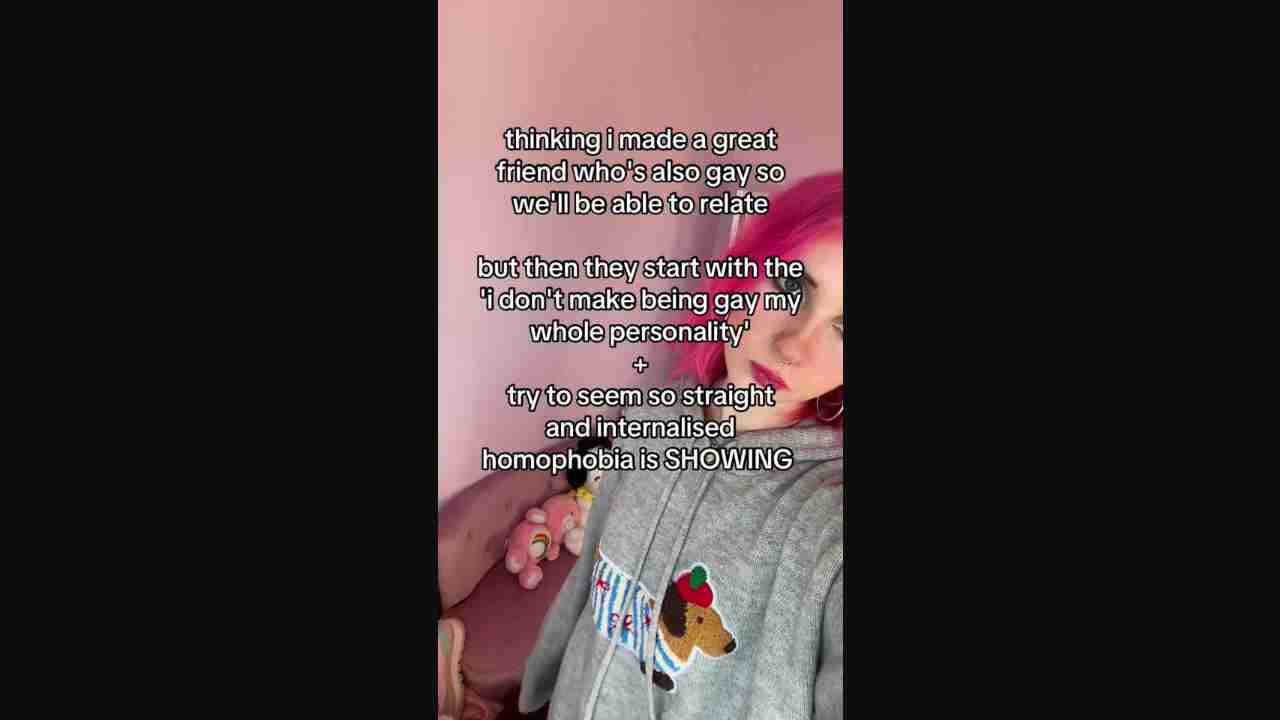 thinking i made a great
friend who's also gay so
we'll be able to relate
but then they start with the
'i don't make being gay my
whole personality'
+
try to seem so straight
and internalised
homophobia is SHOWING